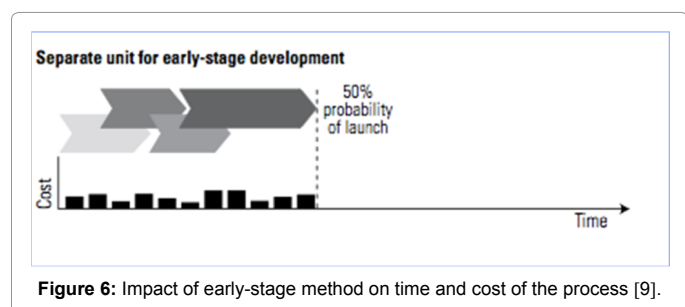 Separate unit for early-stage development
50%
probability
of launch
Cost
Time
Figure 6: Impact of early-stage method on time and cost of the process [9].